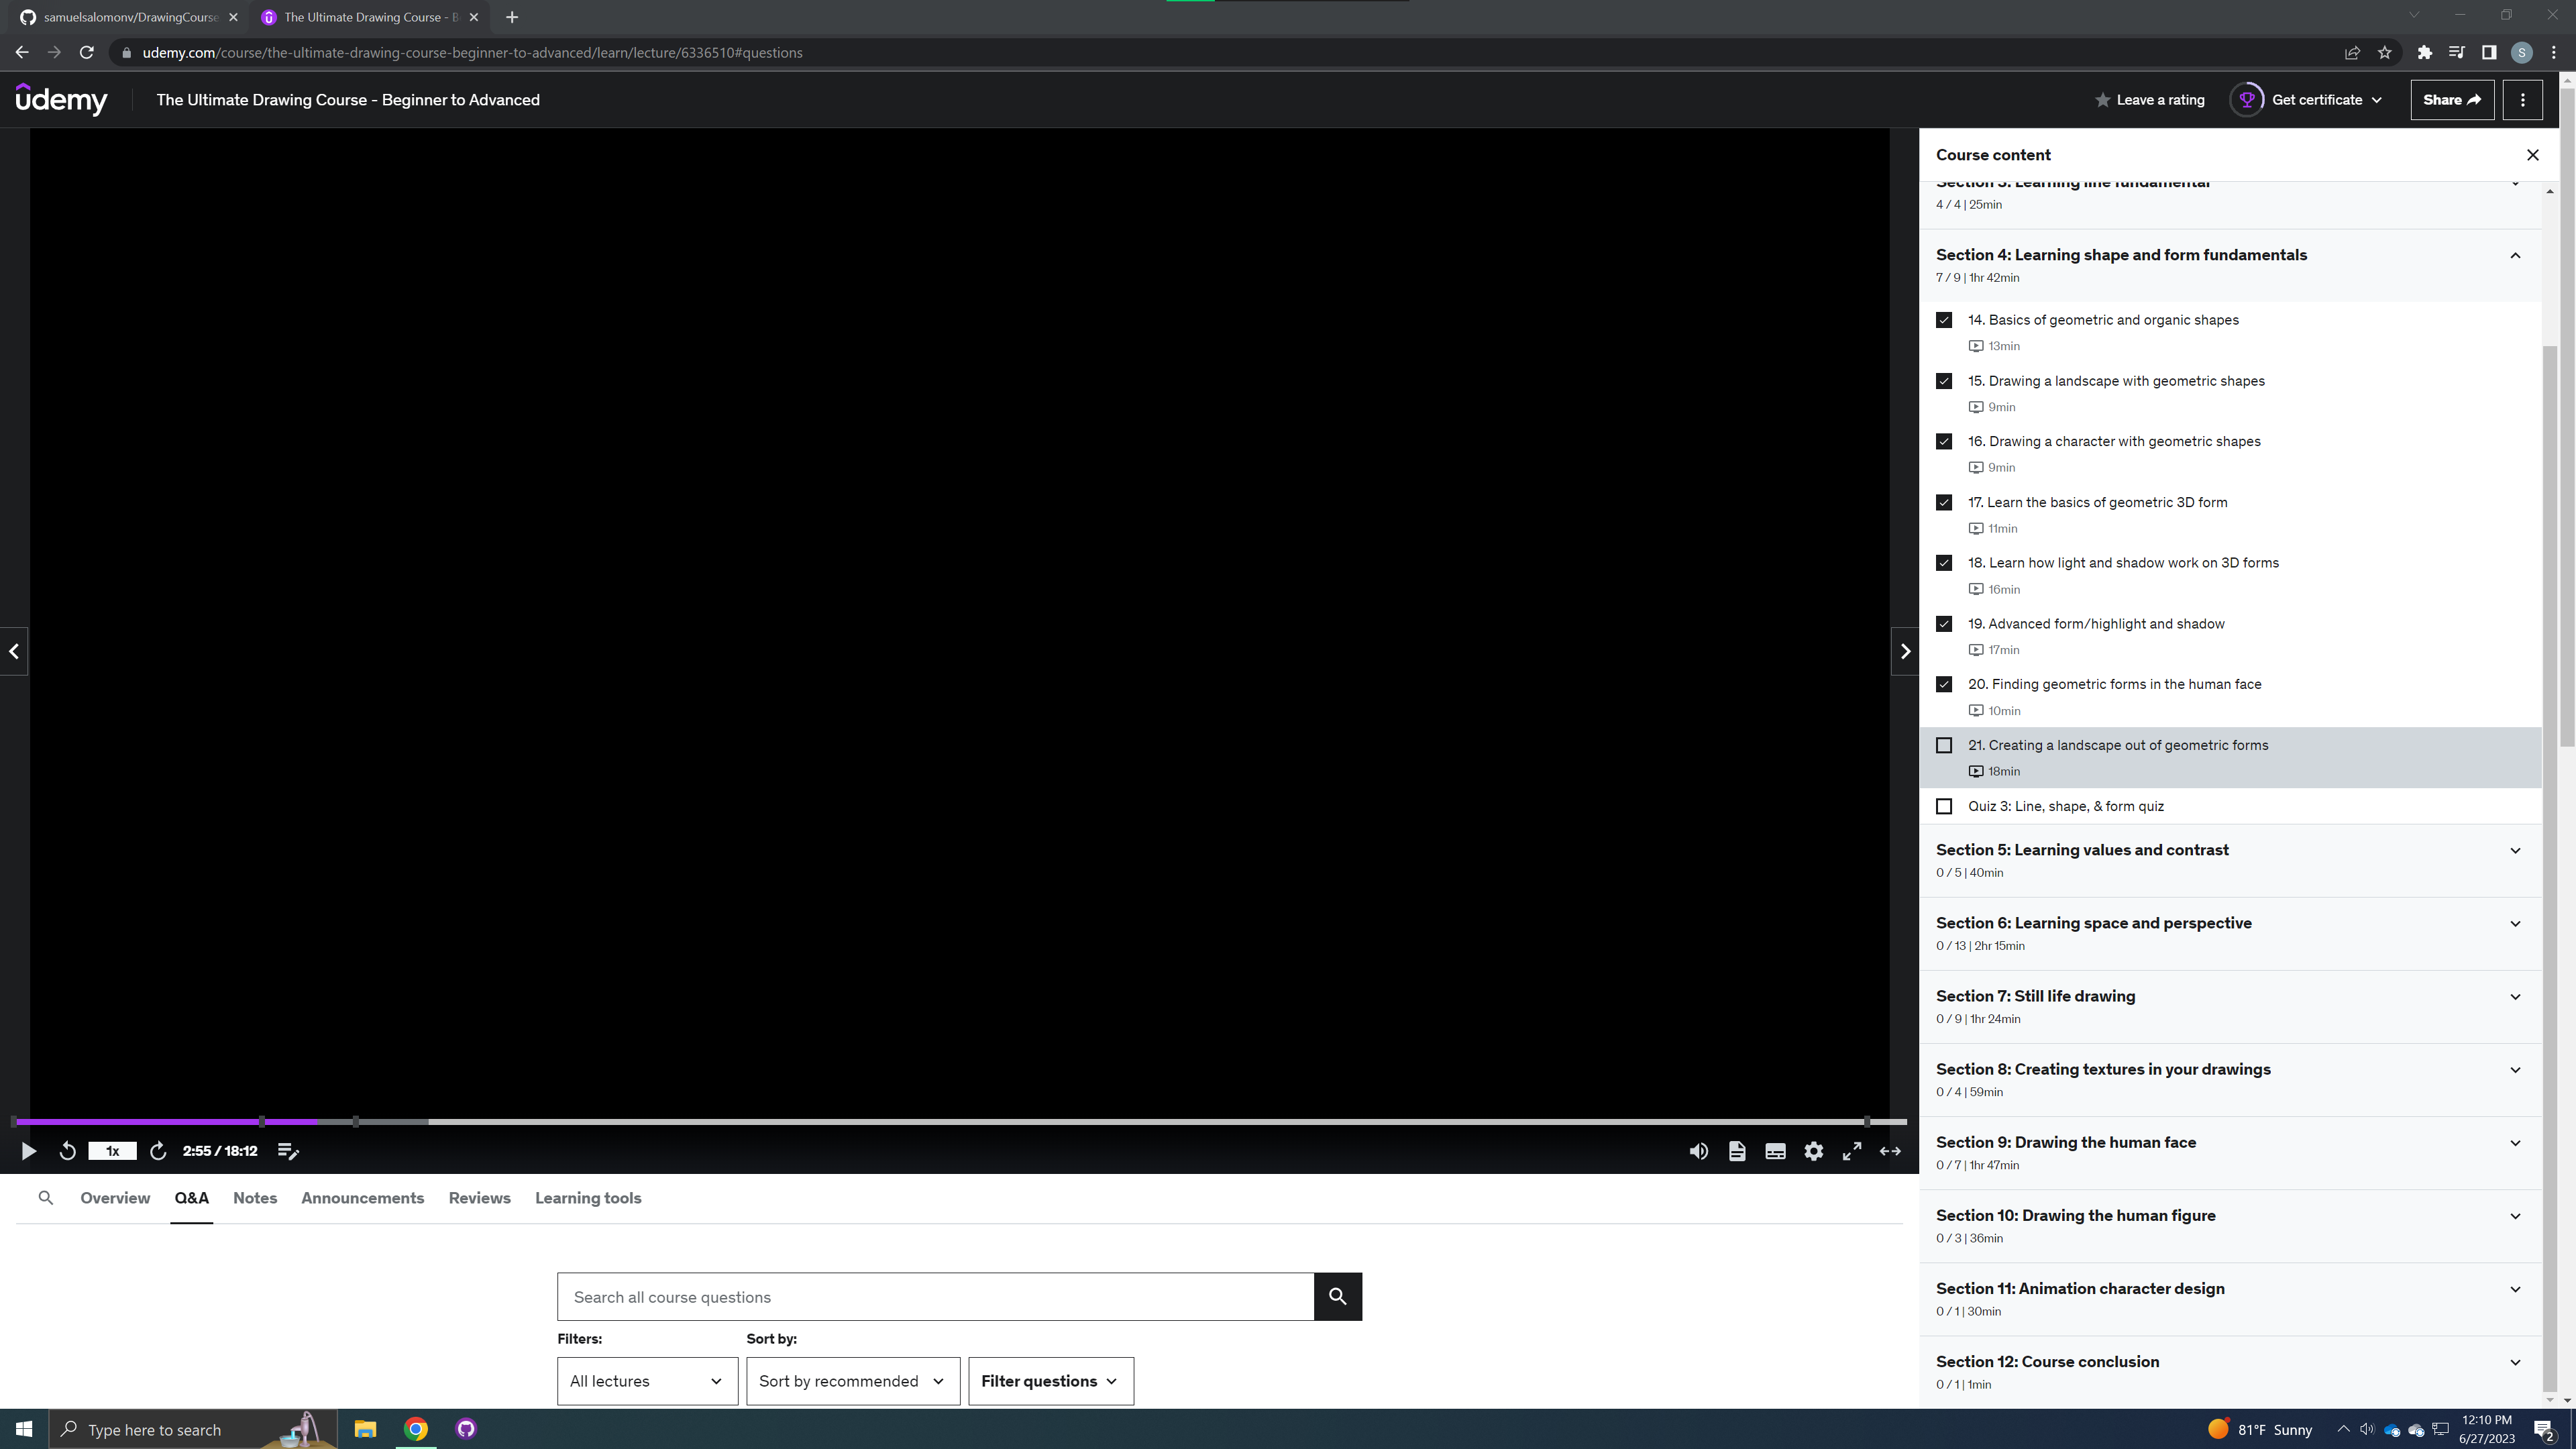 samuelsalomonv/DrawingCourse
The Ultimate Drawing Course - B
udemy.com/course/the-ultimate-drawing-course-beginner-to-advanced/learn/lecture/6336510#questions
S
udemy
The Ultimate Drawing Course - Beginner to Advanced
Leave a rating
Get certificate
Share
Course content
Section 3: Learning line fundamental
4 / 4 | 25min
Section 4: Learning shape and form fundamentals
7 / 9 | 1hr 42min
14. Basics of geometric and organic shapes
13min
15. Drawing a landscape with geometric shapes
9min
16. Drawing a character with geometric shapes
9min
17. Learn the basics of geometric 3D form
11min
18. Learn how light and shadow work on 3D forms
16min
19. Advanced form/highlight and shadow
17min
20. Finding geometric forms in the human face
10min
21. Creating a landscape out of geometric forms
18min
Quiz 3: Line, shape, & form quiz
Section 5: Learning values and contrast
0 / 5 | 40min
Section 6: Learning space and perspective
0 / 13 | 2hr 15min
Section 7: Still life drawing
0 / 9 | 1hr 24min
Section 8: Creating textures in your drawings
0 / 4 | 59min
Section 9: Drawing the human face
0 / 7 | 1hr 47min
Section 10: Drawing the human figure
0 / 3 | 36min
Section 11: Animation character design
0 / 1 | 30min
Section 12: Course conclusion
0 / 1 | 1min
1x
2:55 / 18:12
Overview
Q&A
Notes
Announcements
Reviews
Learning tools
Search all course questions
Filters:
Sort by:
All lectures
Sort by recommended
Filter questions
Type here to search
81°F Sunny
12:10 PM
6/27/2023
2